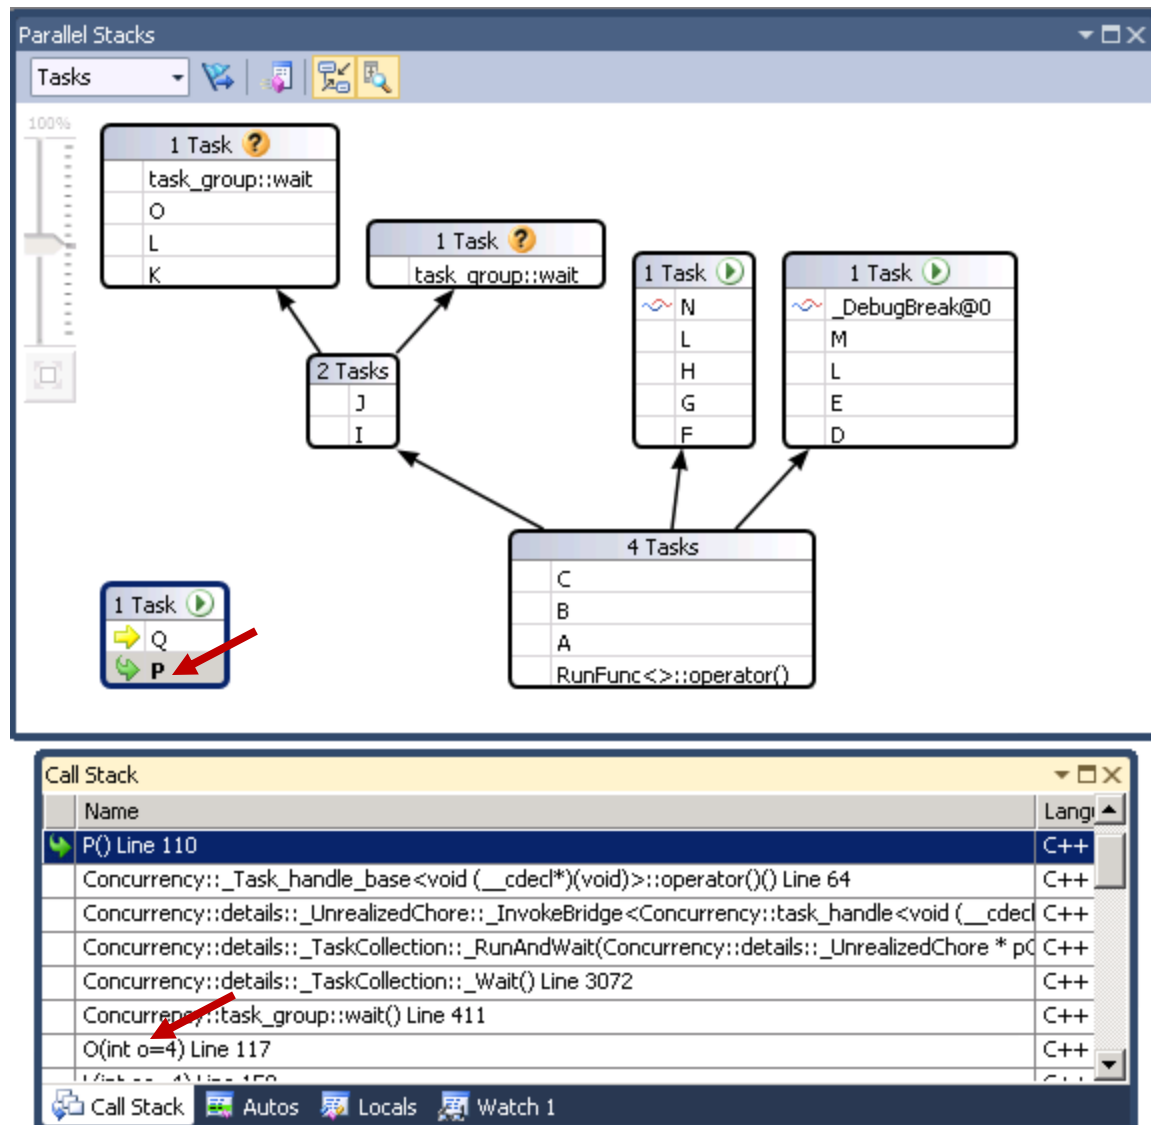 Parallel Stacks
Tasks
100%
1 Task
task_group::wait
O
L
K
1 Task
task_group::wait
1 Task
N
L
H
G
F
1 Task
_DebugBreak@0
M
L
E
D
2 Tasks
J
I
4 Tasks
C
B
A
RunFunc<>::operator()
1 Task
Q
P
Call Stack
Name Langu
P() Line 110 C++
Concurrency::_Task_handle_base<void (__cdecl*)(void)>::operator()() Line 64 C++
Concurrency::details::_UnrealizedChore::_InvokeBridge<Concurrency::task_handle<void (__cdecl C++
Concurrency::details::_TaskCollection::_RunAndWait(Concurrency::details::_UnrealizedChore * pC C++
Concurrency::details::_TaskCollection::_Wait() Line 3072 C++
Concurrency::task_group::wait() Line 411 C++
O(int o=4) Line 117 C++
Call Stack Autos Locals Watch 1